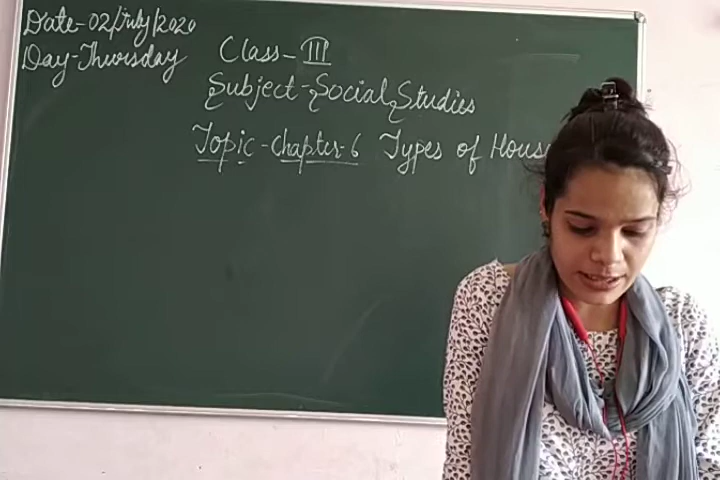 Date-02/July/2020
Day-Thursday
Class-III
Subject-Social Studies
Topic-Chapter-6 Types of House